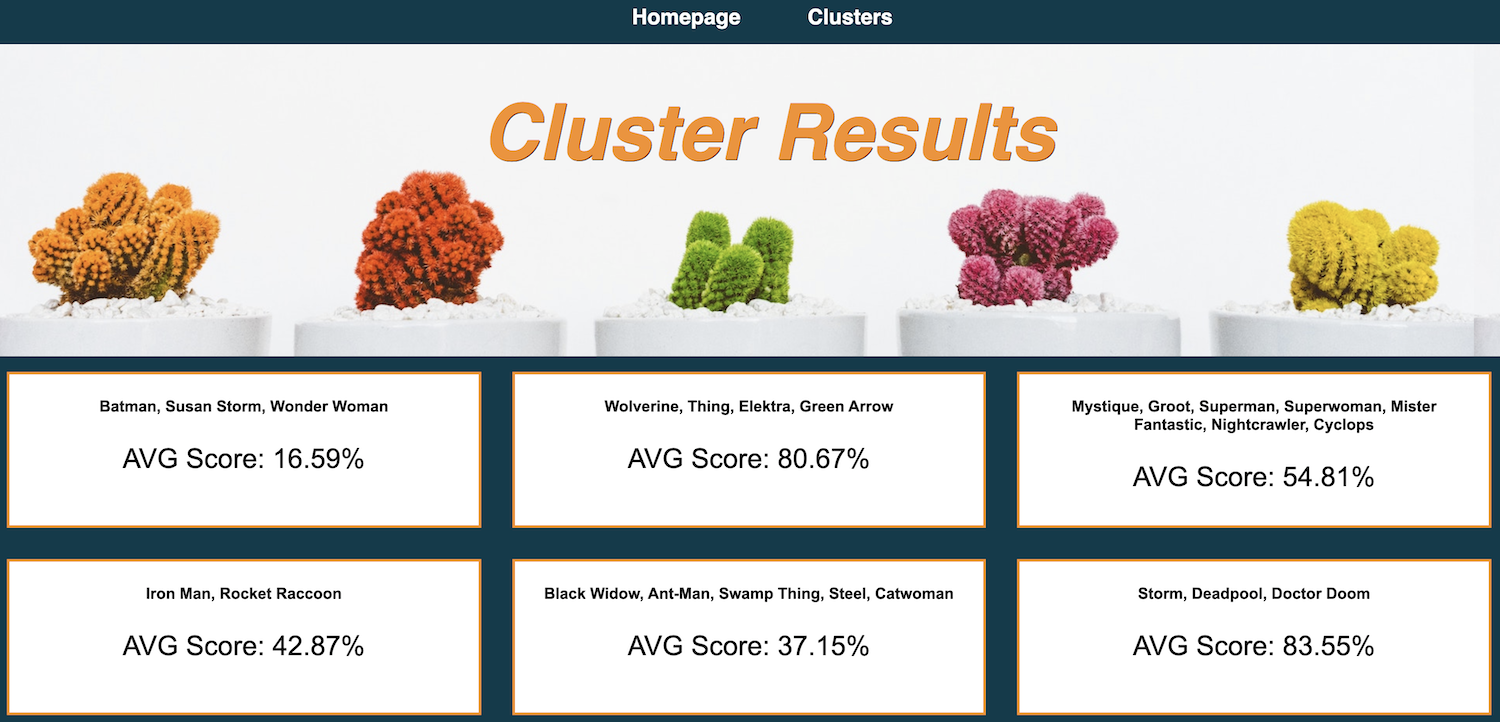 Homepage Clusters
Cluster Results
Batman, Susan Storm, Wonder Woman
AVG Score: 16.59%
Wolverine, Thing, Elektra, Green Arrow
AVG Score: 80.67%
Mystique, Groot, Superman, Superwoman, Mister
Fantastic, Nightcrawler, Cyclops
AVG Score: 54.81%
Iron Man, Rocket Raccoon
AVG Score: 42.87%
Black Widow, Ant-Man, Swamp Thing, Steel, Catwoman
AVG Score: 37.15%
Storm, Deadpool, Doctor Doom
AVG Score: 83.55%